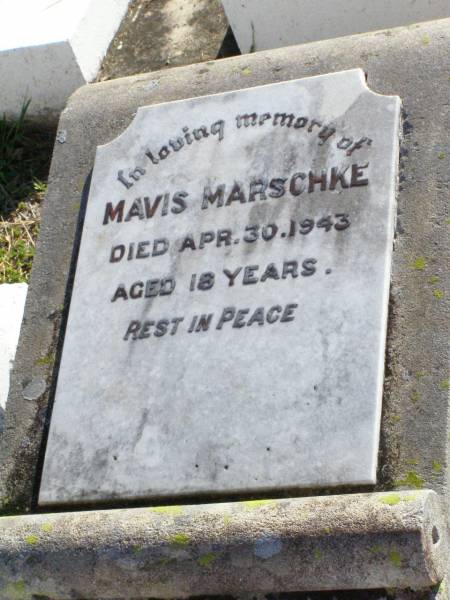 In loving memory of
MAVIS MARSCHKE
DIED APR. 30. 1943
AGED 18 YEARS.
REST IN PEACE